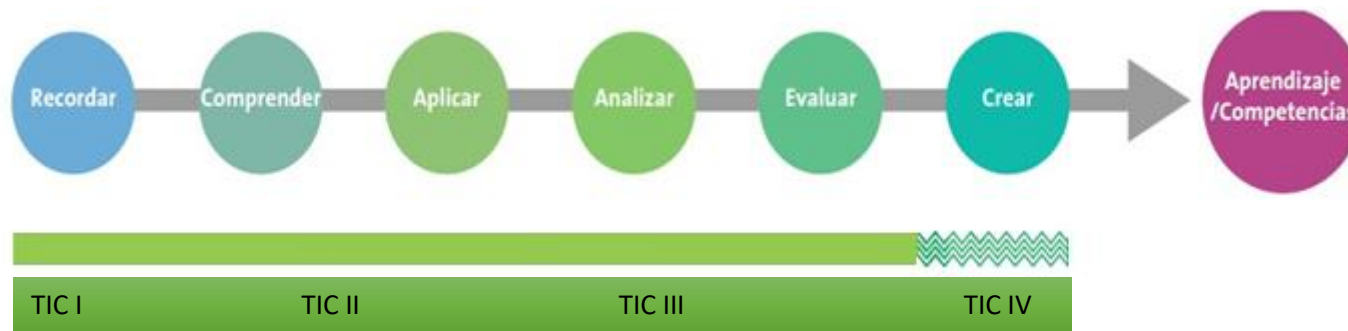 Recordar
Comprender
Aplicar
Analizar
Evaluar
Crear
Aprendizaje
/Competencias
TIC I
TIC II
TIC III
TIC IV